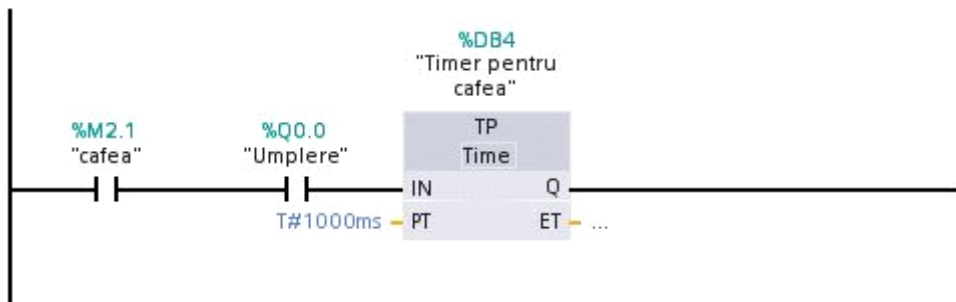 %DB4
"Timer pentru
cafea"
TP
Time
%M2.1
"cafea"
%Q0.0
"Umplere"
IN
Q
T#1000ms
PT
ET
...